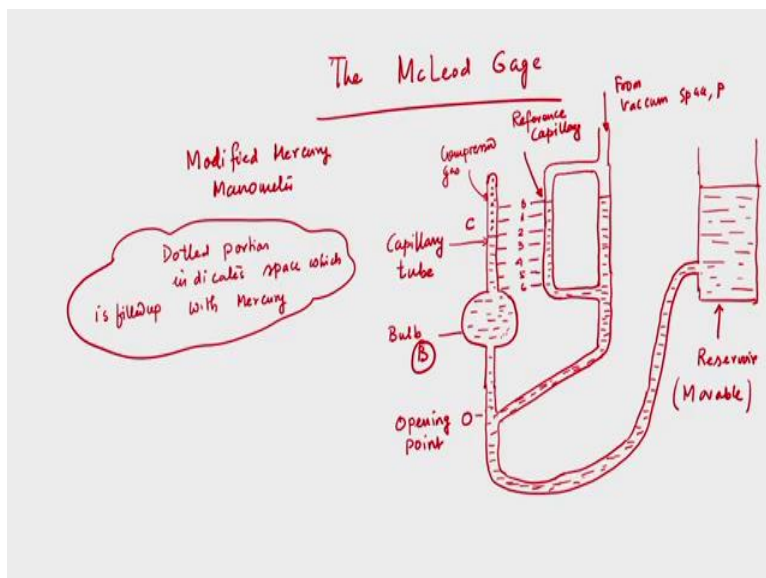 The McLeod Gage
From
Vaccum Space, P
Reference
Capillary
Modified Mercury
Manometer
Compressed
gas
Dotted portion
indicates space which
is filledup with Mercury
C
Capillary
tube
0
1
2
3
4
5
6
Bulb
B
Opening O
point
Reservoir
(Movable)